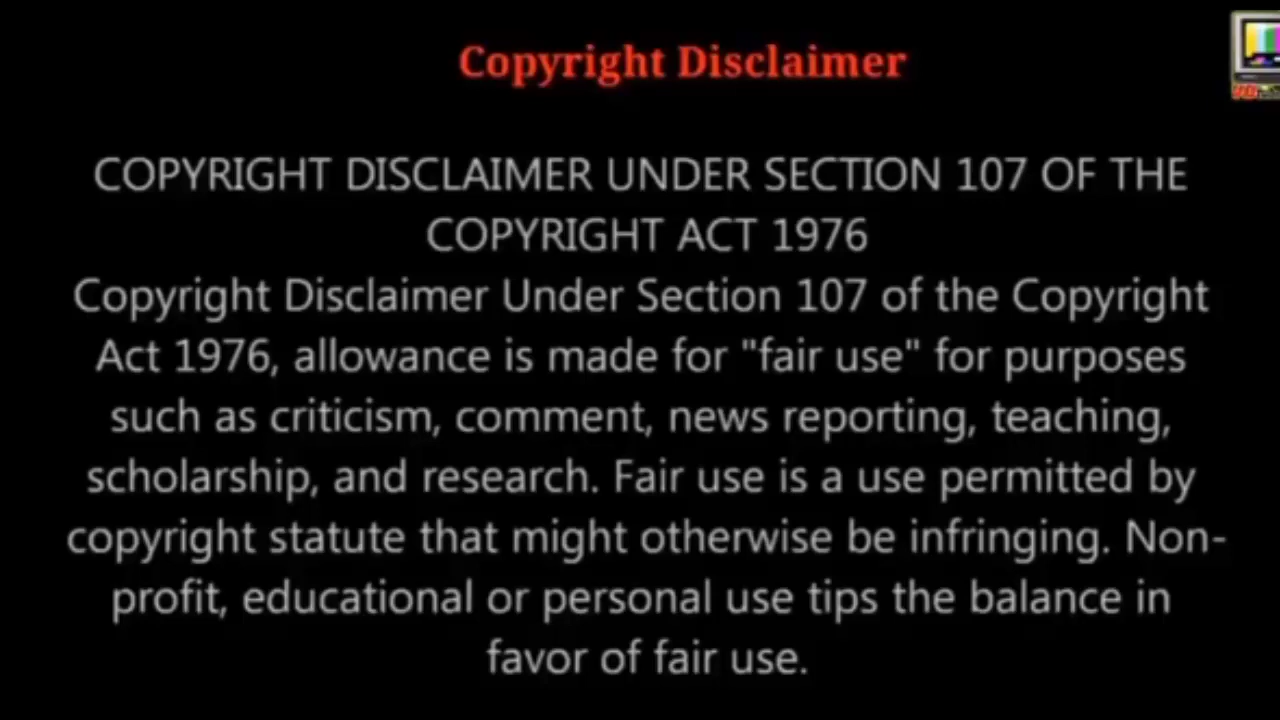 Copyright Disclaimer
COPYRIGHT DISCLAIMER UNDER SECTION 107 OF THE
COPYRIGHT ACT 1976
Copyright Disclaimer Under Section 107 of the Copyright
Act 1976, allowance is made for "fair use" for purposes
such as criticism, comment, news reporting, teaching,
scholarship, and research. Fair use is a use permitted by
copyright statute that might otherwise be infringing. Non-
profit, educational or personal use tips the balance in
favor of fair use.